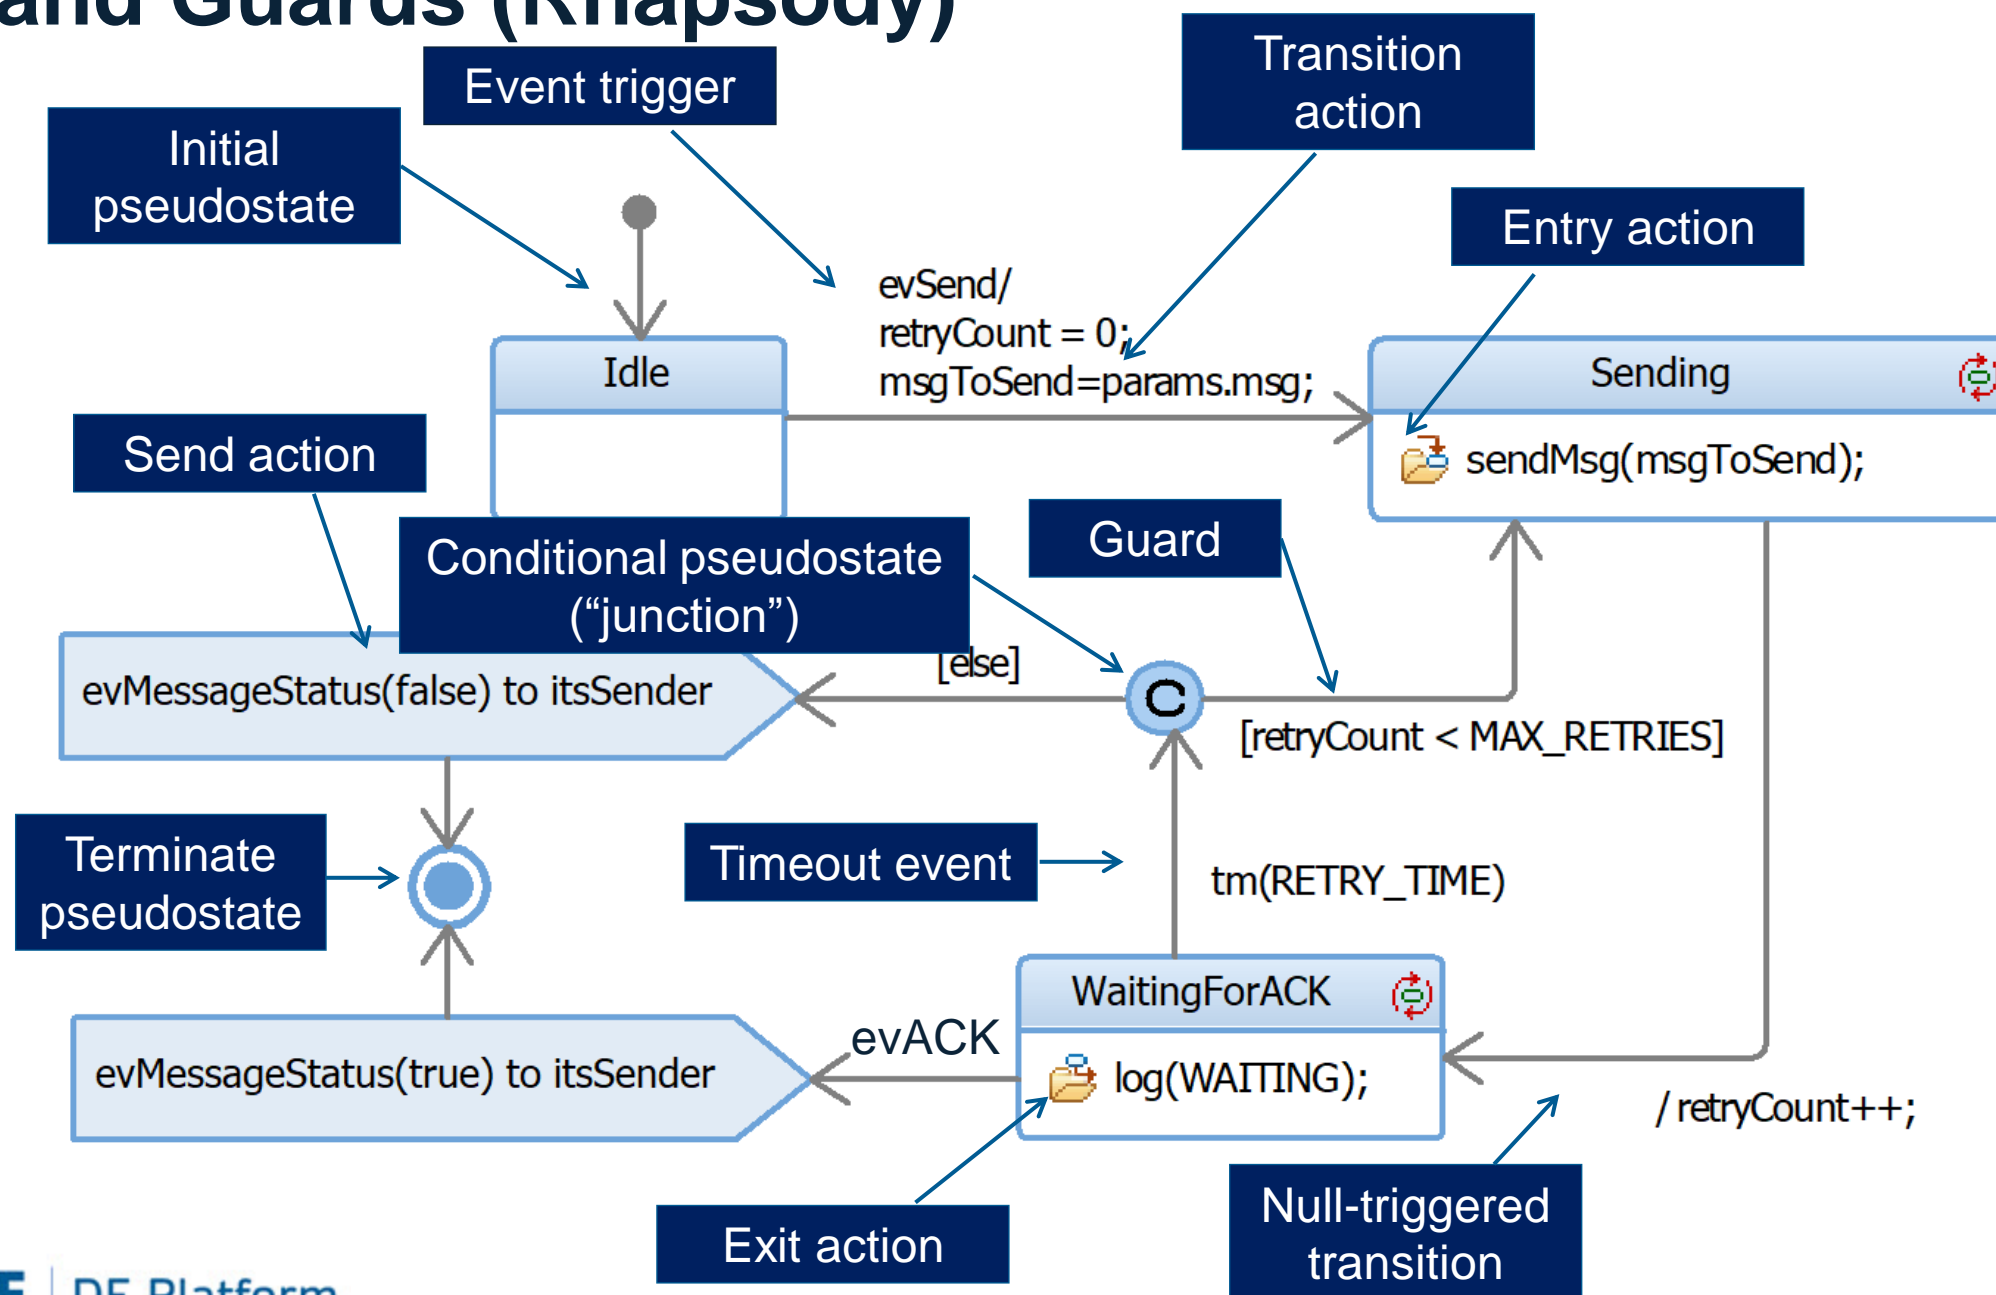 and Guards (Rhapsody)
Event trigger
Transition
action
Initial
pseudostate
Entry action
evSend/
retryCount = 0;
msgToSend=params.msg;
Idle
Sending
Send action
sendMsg(msgToSend);
Conditional pseudostate
(“junction”)
Guard
[else]
evMessageStatus(false) to itsSender
C
[retryCount < MAX_RETRIES]
Terminate
pseudostate
Timeout event
tm(RETRY_TIME)
WaitingForACK
evACK
evMessageStatus(true) to itsSender
log(WAITING);
/ retryCount++;
Exit action
Null-triggered
transition
DE Platform